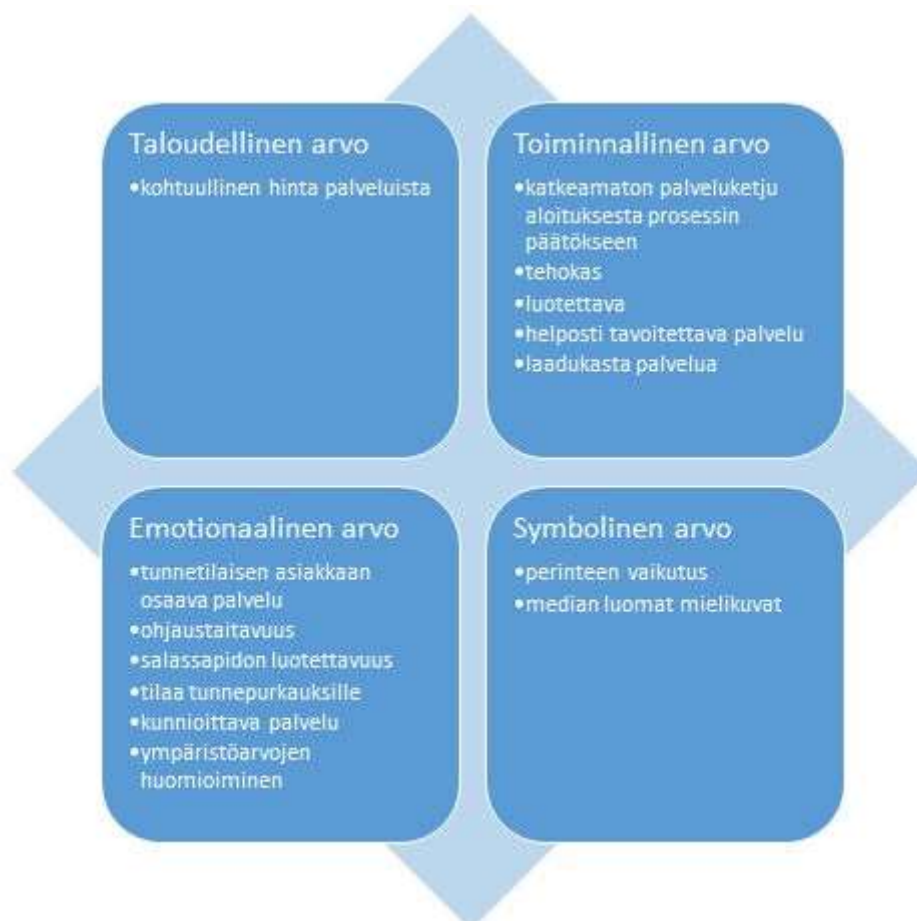 Taloudellinen arvo
•kohtuullinen hinta palveluista
Toiminnallinen arvo
•katkeamaton palveluketju
aloituksesta prosessin
päätökseen
•tehokas
•luotettava
•helposti tavoitettava palvelu
•laadukasta palvelua
Emotionaalinen arvo
•tunnetilaisen asiakkaan
osaava palvelu
•ohjaustaitavuus
•salassapidon luotettavuus
•tilaa tunnepurkauksille
•kunnioittava palvelu
•ympäristöarvojen
huomioiminen
Symbolinen arvo
•perinteen vaikutus
•median luomat mielikuvat